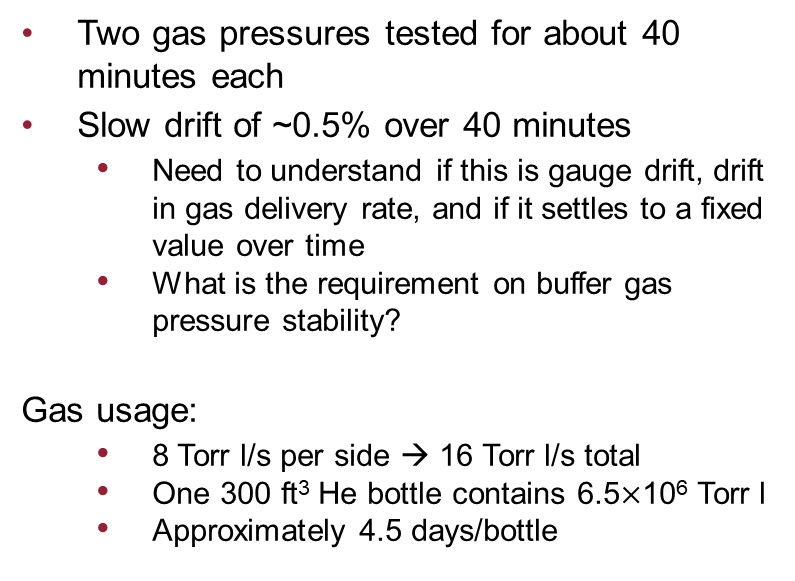 • Two gas pressures tested for about 40
minutes each
• Slow drift of ~0.5% over 40 minutes
• Need to understand if this is gauge drift, drift
in gas delivery rate, and if it settles to a fixed
value over time
• What is the requirement on buffer gas
pressure stability?
Gas usage:
• 8 Torr l/s per side → 16 Torr l/s total
• One 300 ft³ He bottle contains 6.5×10⁶ Torr l
• Approximately 4.5 days/bottle